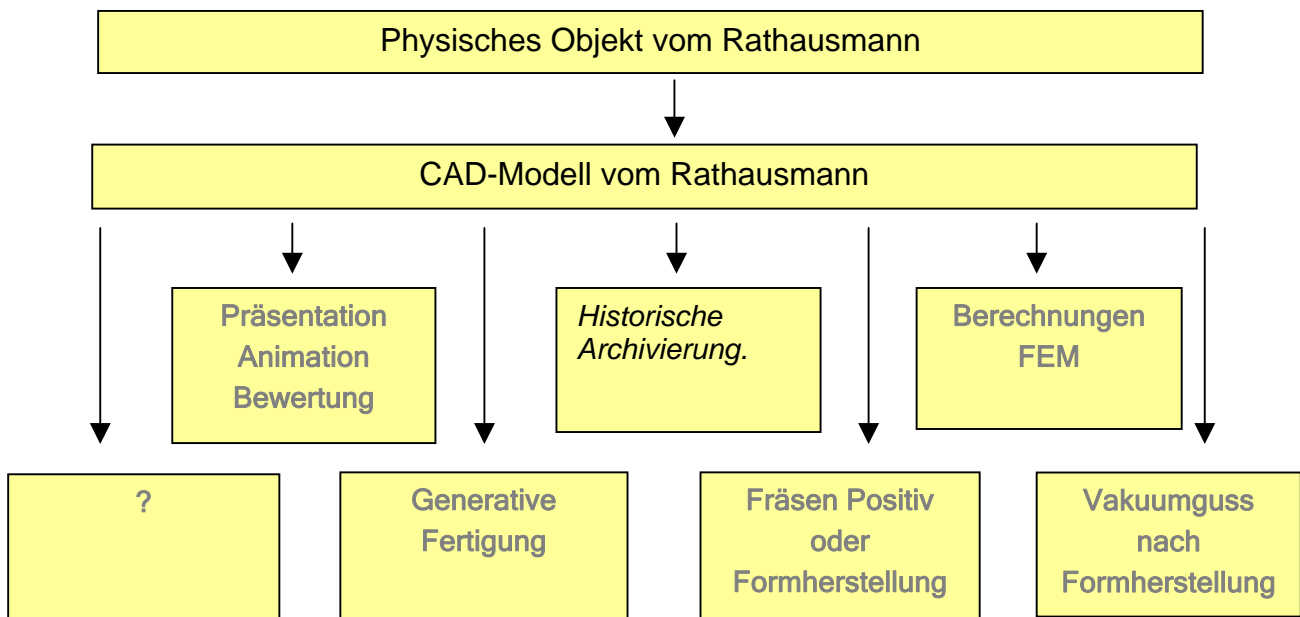 Physisches Objekt vom Rathausmann
CAD-Modell vom Rathausmann
Präsentation
Animation
Bewertung
Historische
Archivierung.
Berechnungen
FEM
?
Generative
Fertigung
Fräsen Positiv
oder
Formherstellung
Vakuumguss
nach
Formherstellung